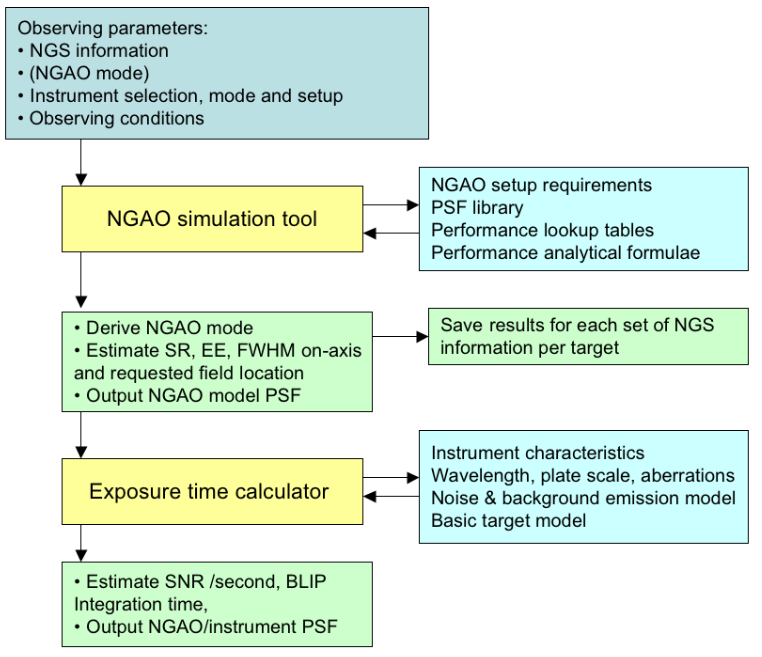 Observing parameters:
• NGS information
• (NGAO mode)
• Instrument selection, mode and setup
• Observing conditions
NGAO simulation tool
NGAO setup requirements
PSF library
Performance lookup tables
Performance analytical formulae
• Derive NGAO mode
• Estimate SR, EE, FWHM on-axis
and requested field location
• Output NGAO model PSF
Save results for each set of NGS
information per target
Exposure time calculator
Instrument characteristics
Wavelength, plate scale, aberrations
Noise & background emission model
Basic target model
• Estimate SNR /second, BLIP
Integration time,
• Output NGAO/instrument PSF